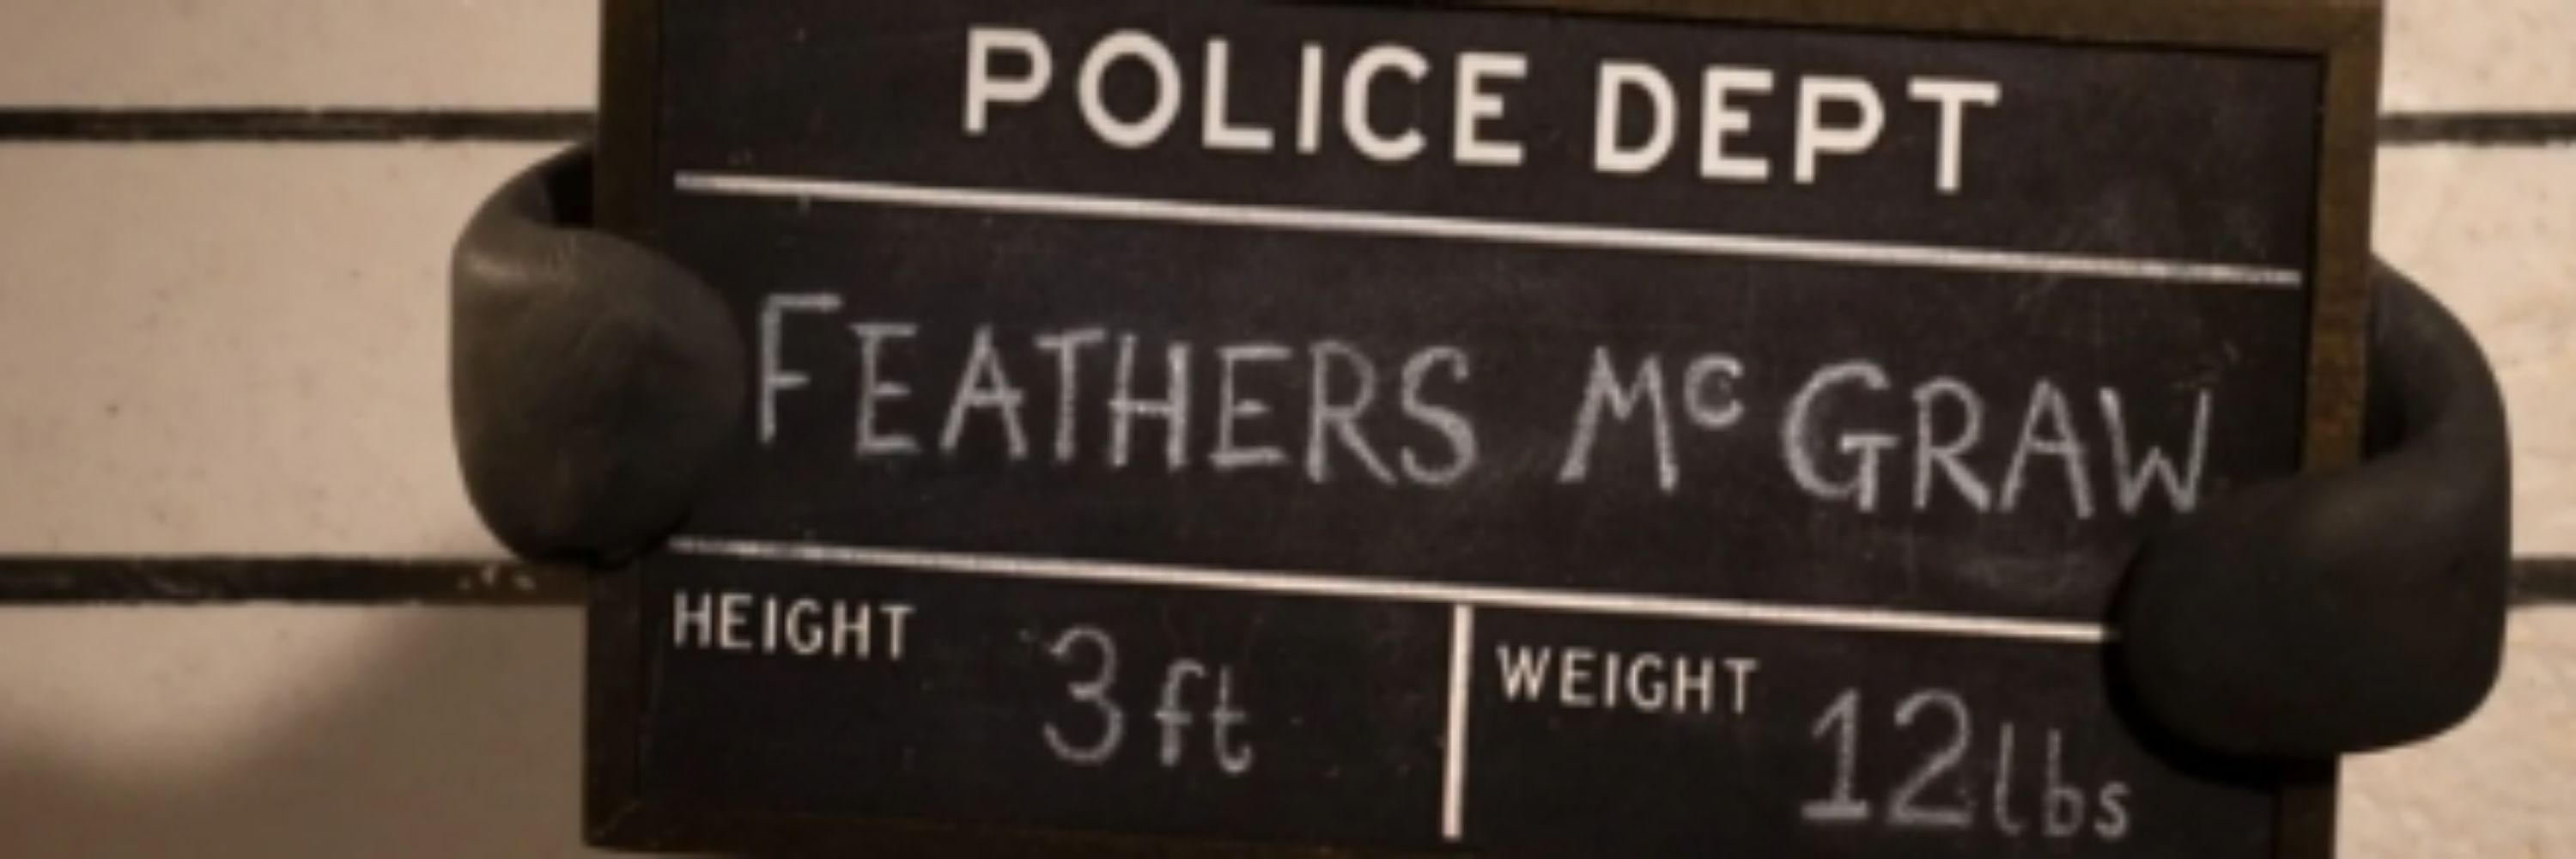 POLICE DEPT
FEATHERS McGRAW
HEIGHT 3ft WEIGHT 12lbs